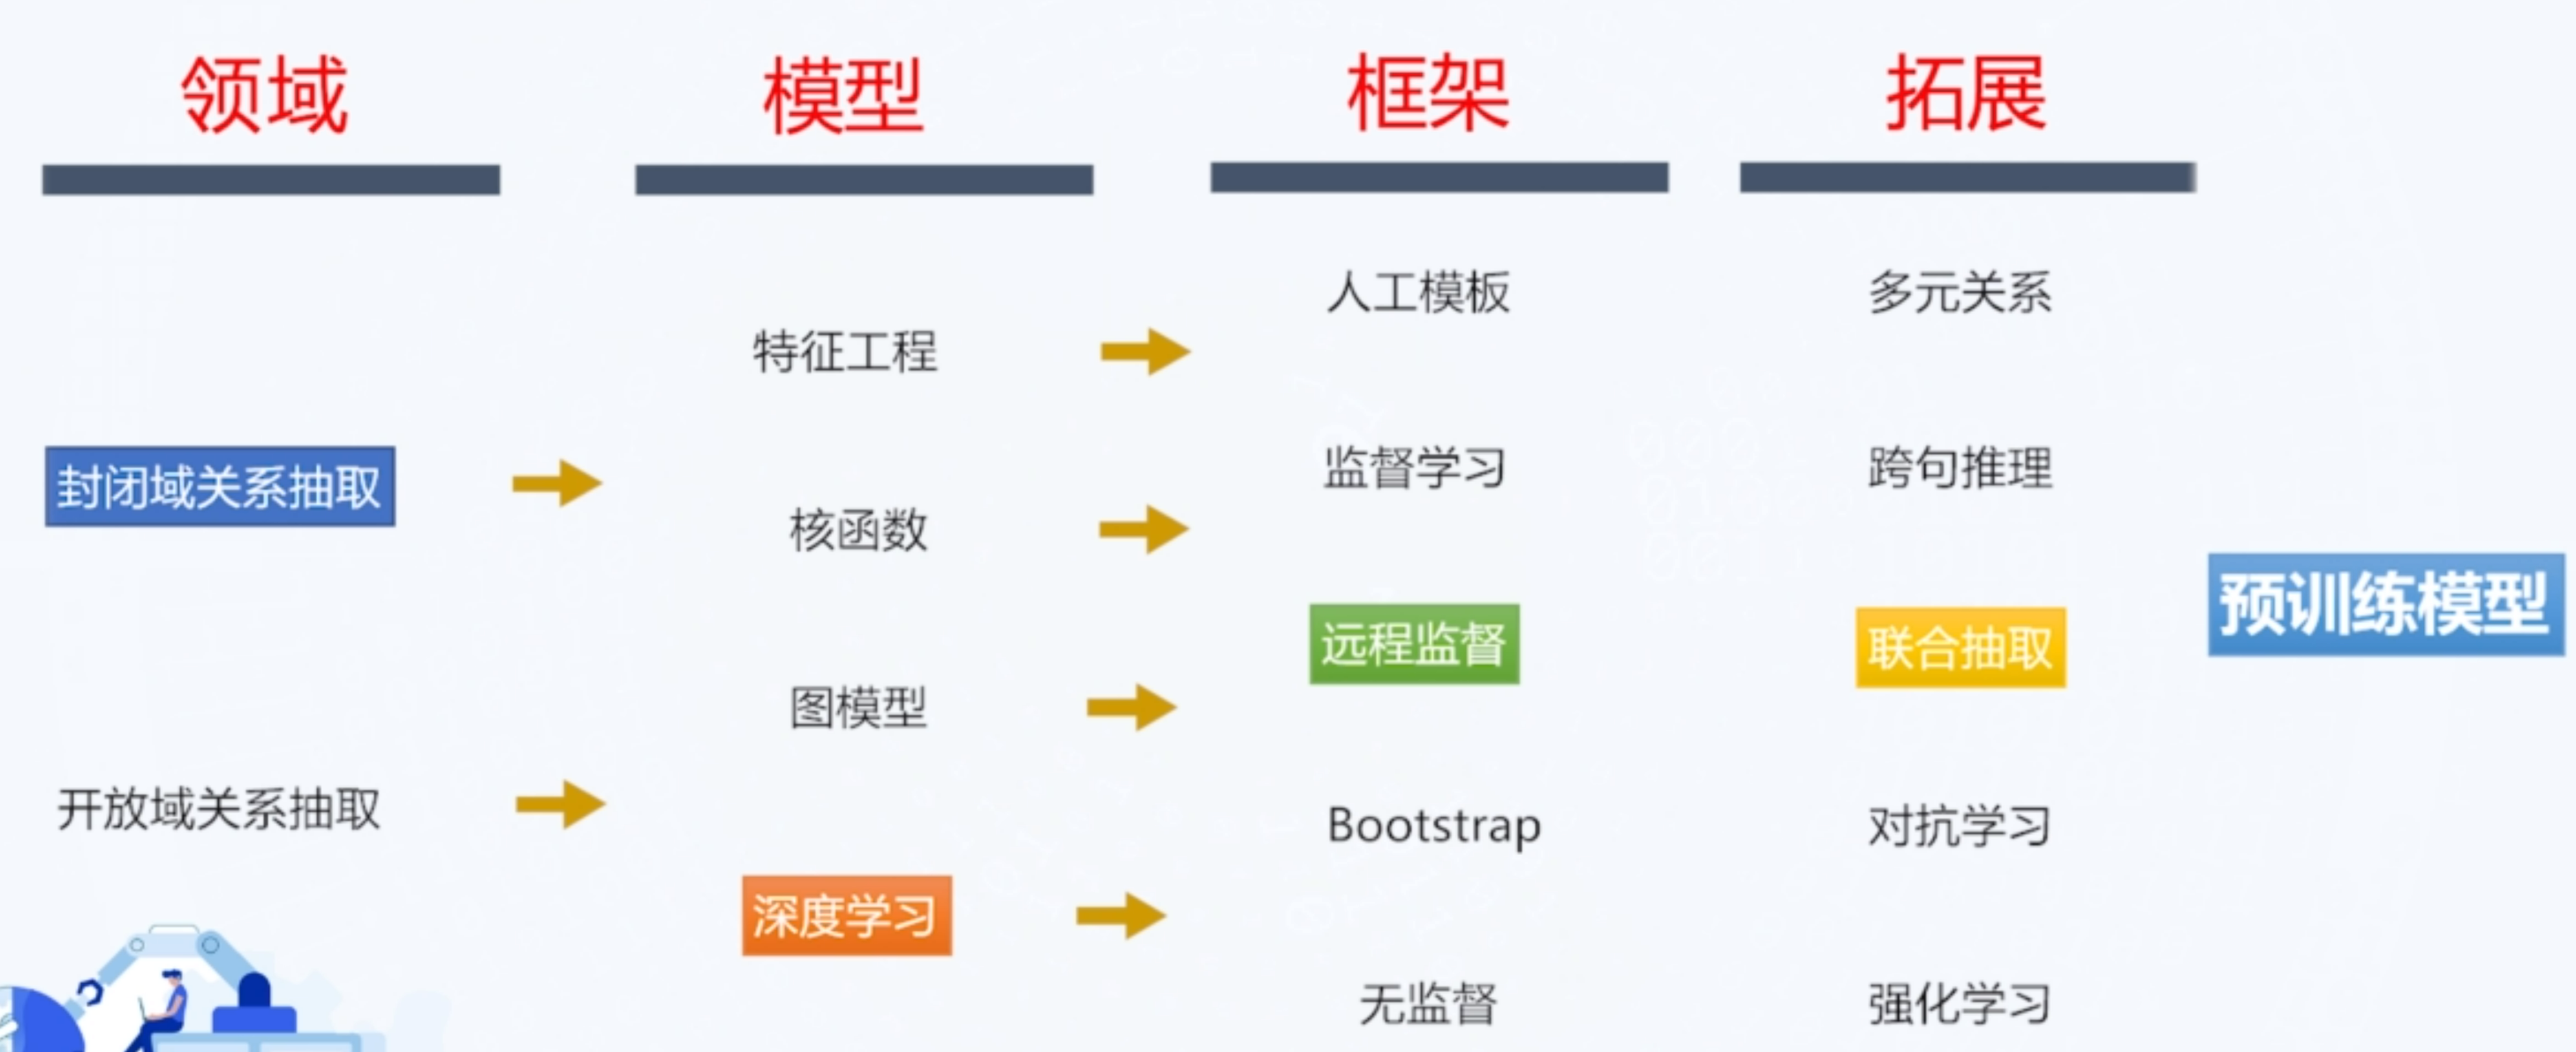 领域
模型
框架
拓展
人工模板
多元关系
特征工程
监督学习
跨句推理
封闭域关系抽取
核函数
远程监督
联合抽取
预训练模型
图模型
开放域关系抽取
Bootstrap
对抗学习
深度学习
无监督
强化学习